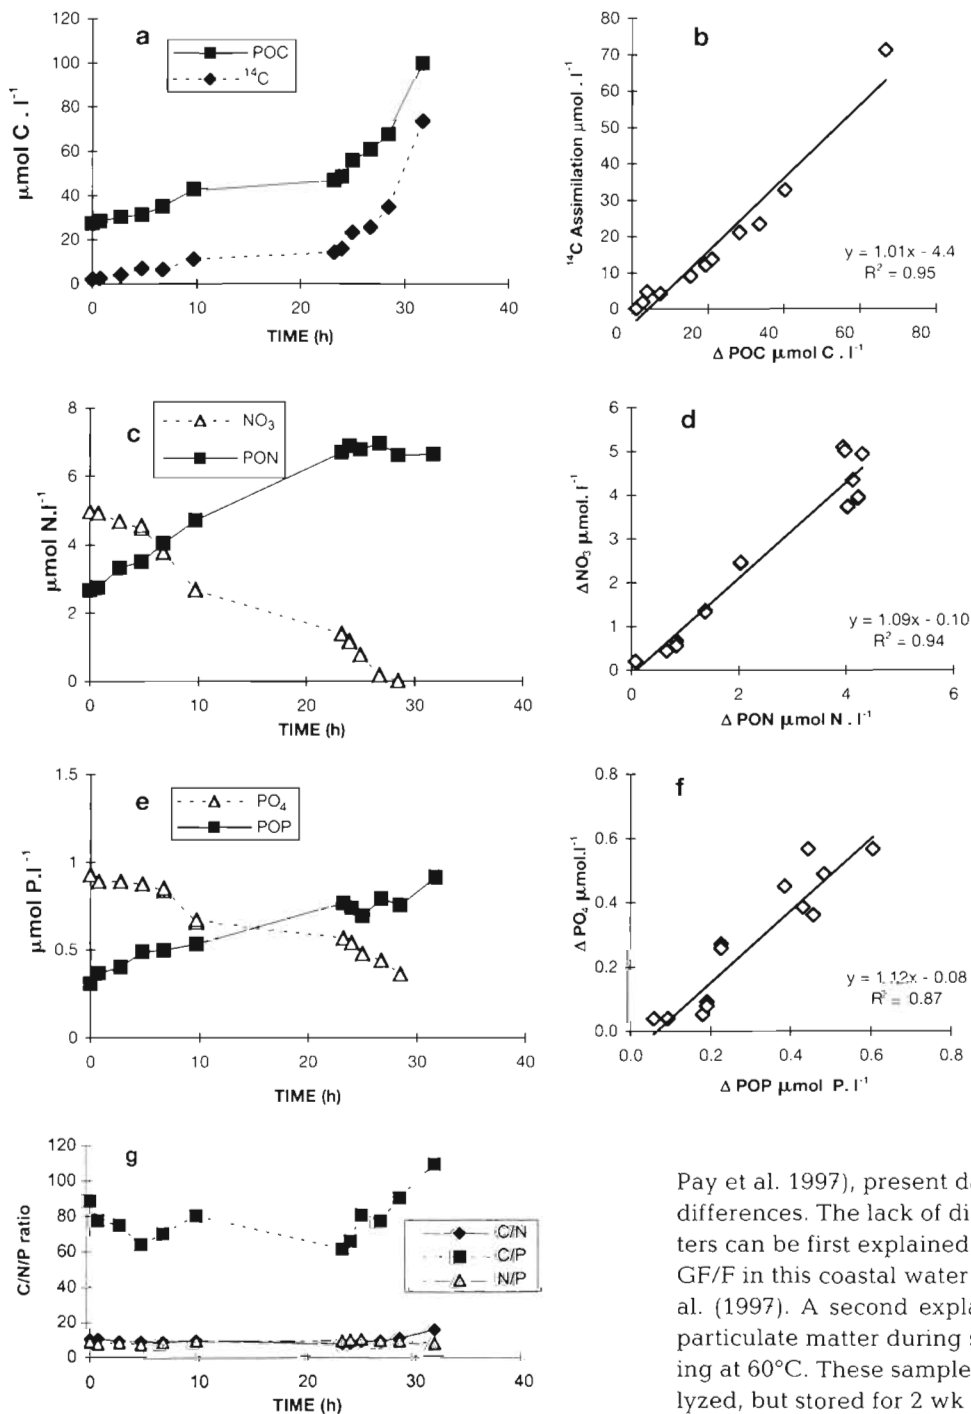 a
POC
¹⁴C
120
100
80
60
40
20
0
µmol C . l⁻¹
0 10 20 30 40
TIME (h)
b
80
70
60
50
40
30
20
10
0
¹⁴C Assimilation µmol . l⁻¹
y = 1.01x - 4.4
R² = 0.95
0 20 40 60 80
Δ POC µmol C . l⁻¹
c
NO₃
PON
8
6
4
2
0
µmol N.l⁻¹
0 10 20 30 40
TIME (h)
d
6
5
4
3
2
1
0
ΔNO₃ µmol. l⁻¹
y = 1.09x - 0.10
R² = 0.94
0 2 4 6
Δ PON µmol N . l⁻¹
e
PO₄
POP
1.5
1
0.5
0
µmol P.l⁻¹
0 10 20 30 40
TIME (h)
f
0.8
0.6
0.4
0.2
0.0
Δ PO₄ µmol.l⁻¹
y = 1.12x - 0.08
R² = 0.87
0.0 0.2 0.4 0.6 0.8
Δ POP µmol P. l⁻¹
g
C/N
C/P
N/P
120
100
80
60
40
20
0
C/N/P ratio
0 10 20 30 40
TIME (h)
Pay et al. 1997), present da
differences. The lack of di
ters can be first explained
GF/F in this coastal water
al. (1997). A second expla
particulate matter during s
ing at 60°C. These sample
lyzed, but stored for 2 wk